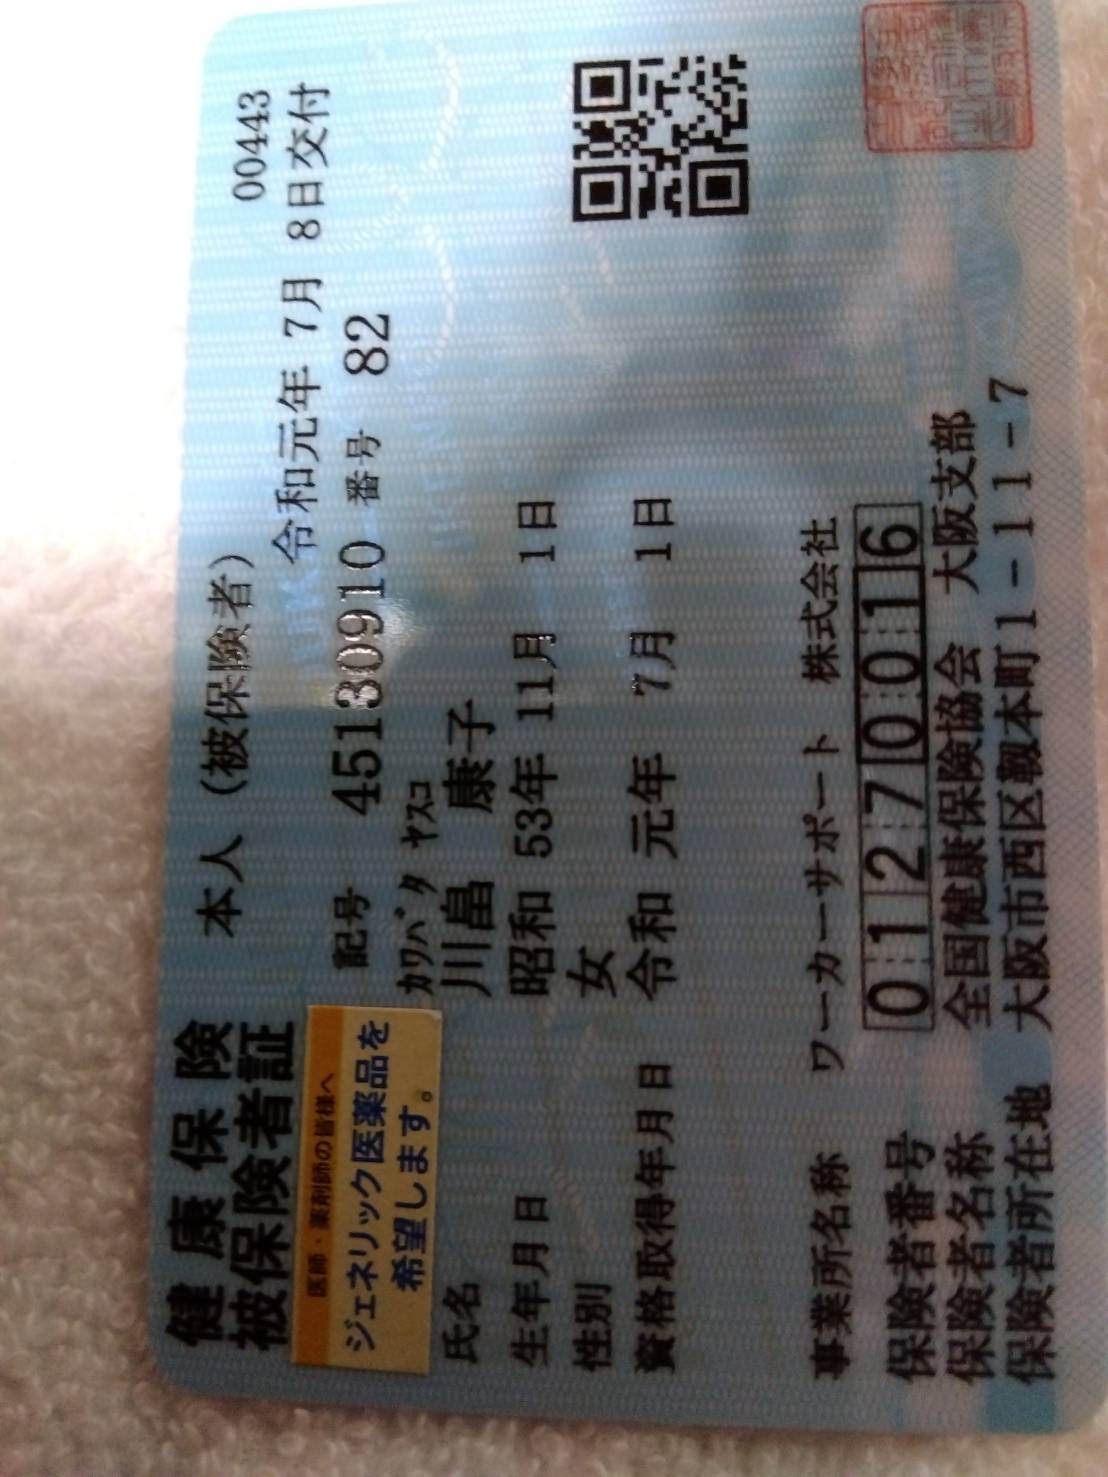 健康保険 本人（被保険者） 00443
被保険者証 令和元年 7月 8日交付
医師・薬剤師の皆様へ
ジェネリック医薬品を
希望します。
記号 45130910 番号 82
カワバタ ヤスコ
氏名 川畠 康子
生年月日 昭和 53年 11月 1日
性別 女
資格取得年月日 令和 元年 7月 1日
事業所名称 ワーカーサポート 株式会社
保険者番号 01270016
保険者名称 全国健康保険協会 大阪支部
保険者所在地 大阪市西区靱本町1-11-7